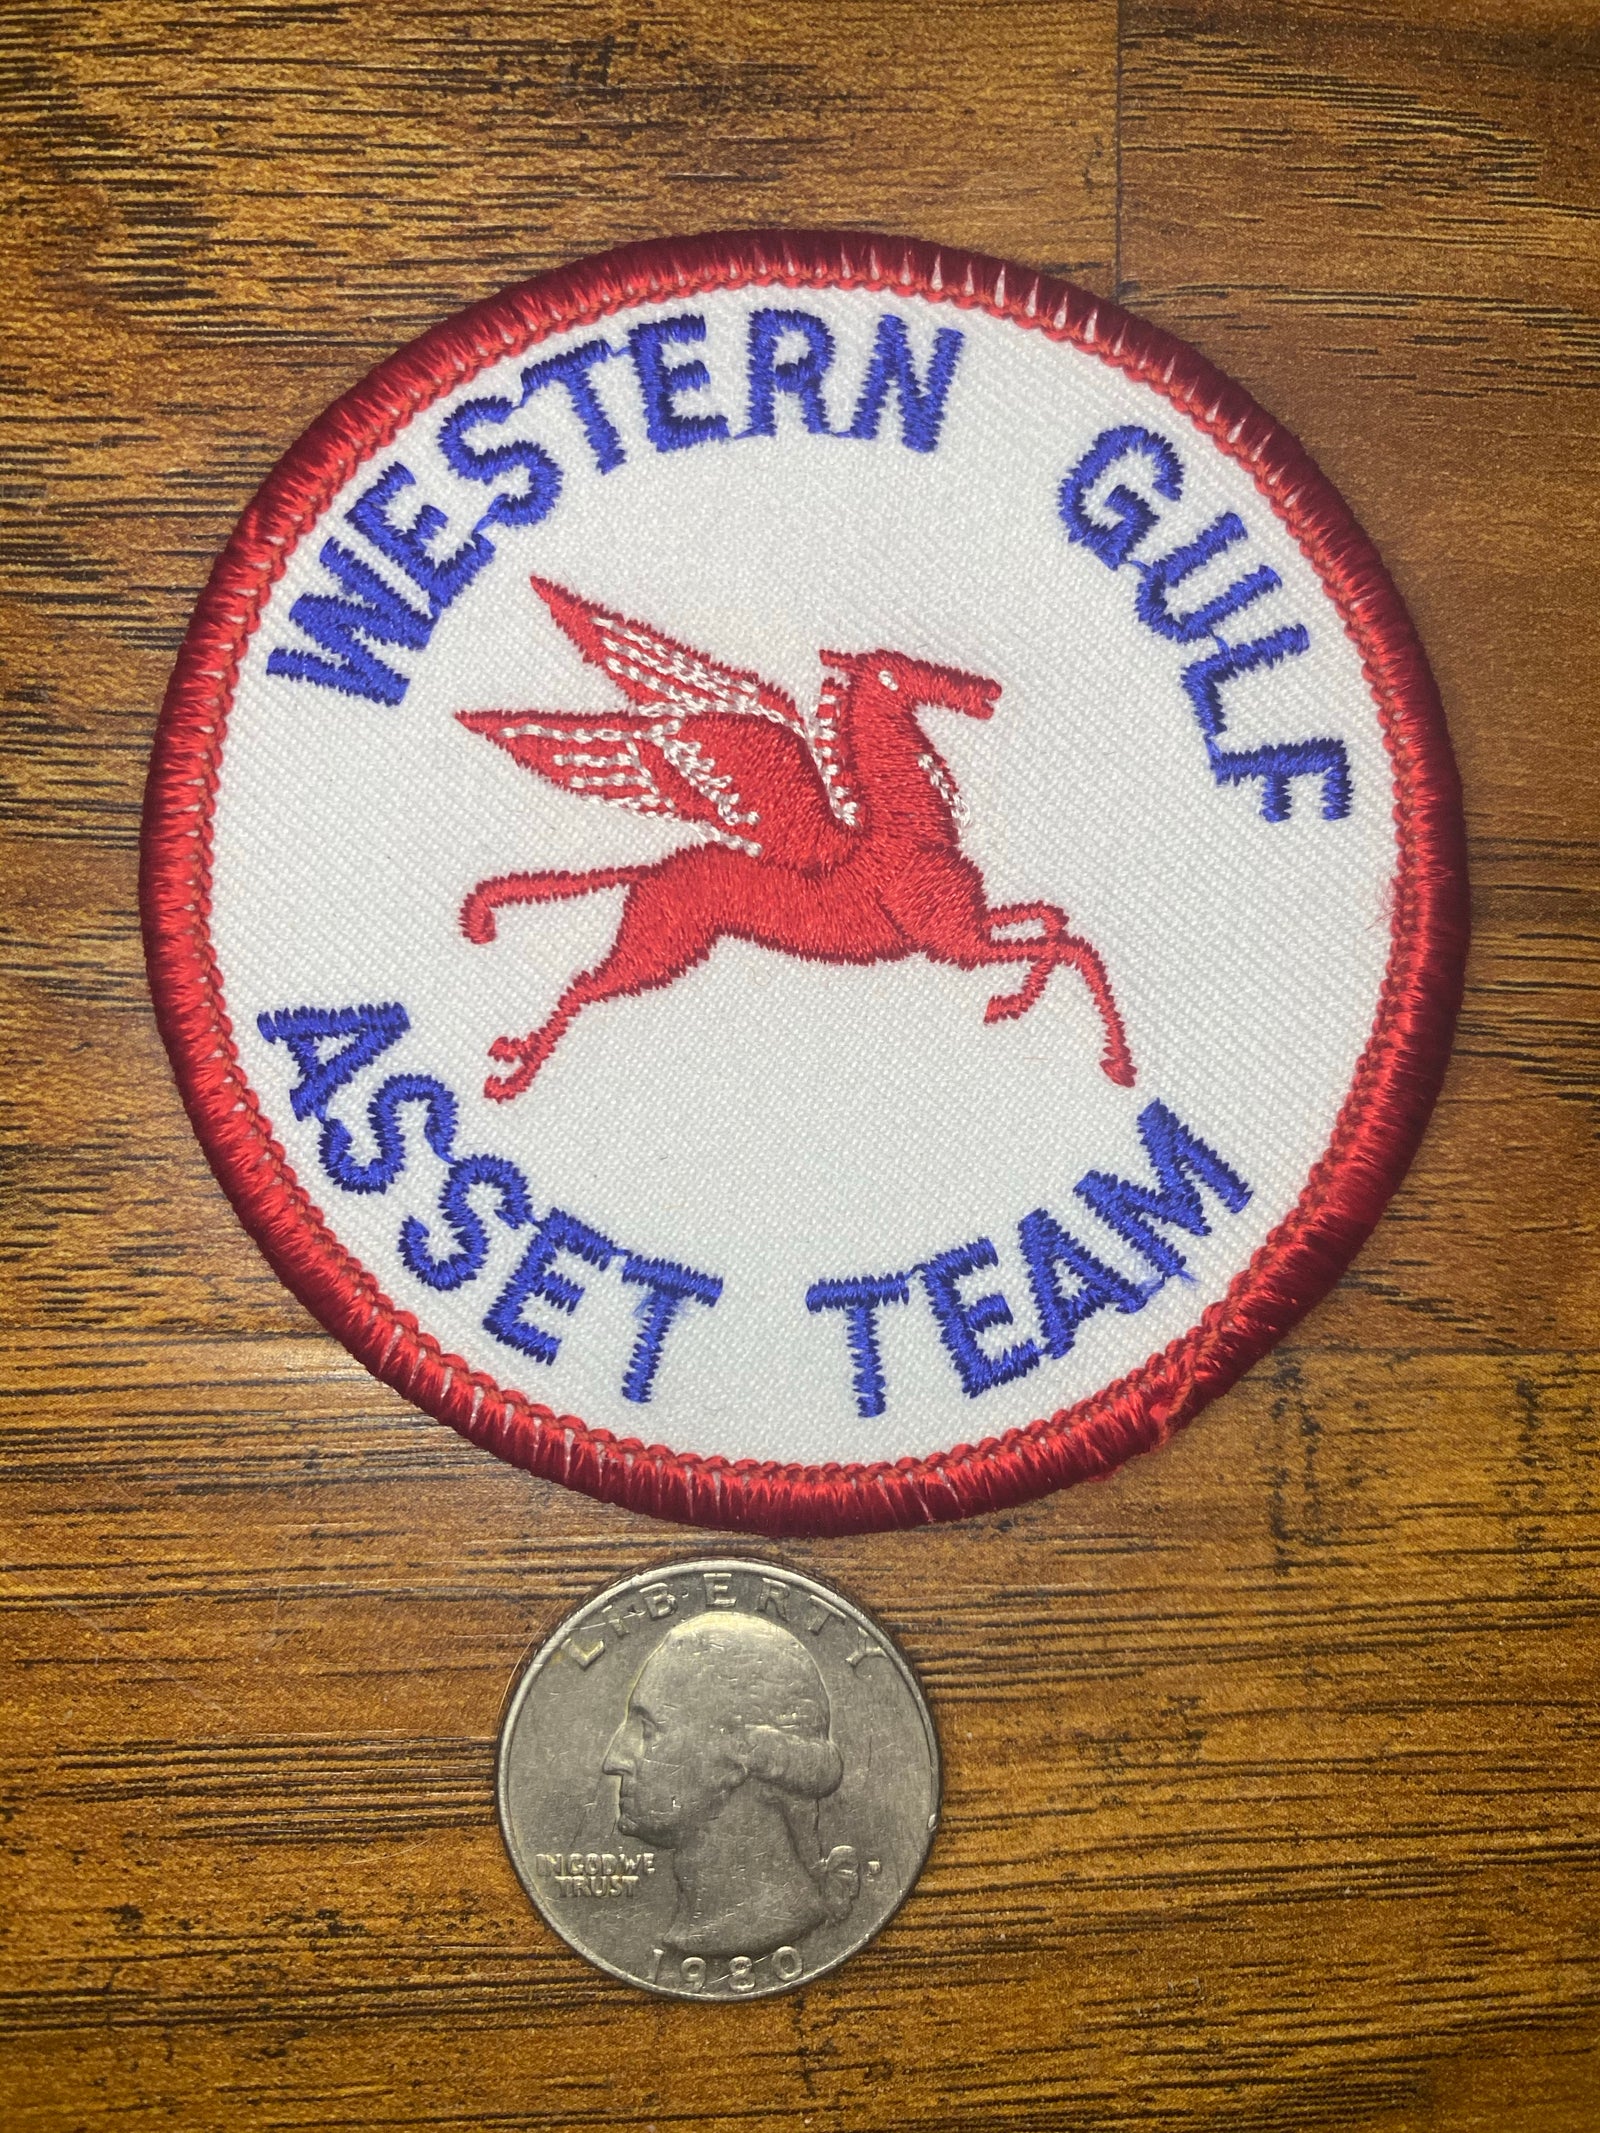 WESTERN GULF
ASSET TEAM
LIBERTY
IN GOD WE
TRUST
D
1980